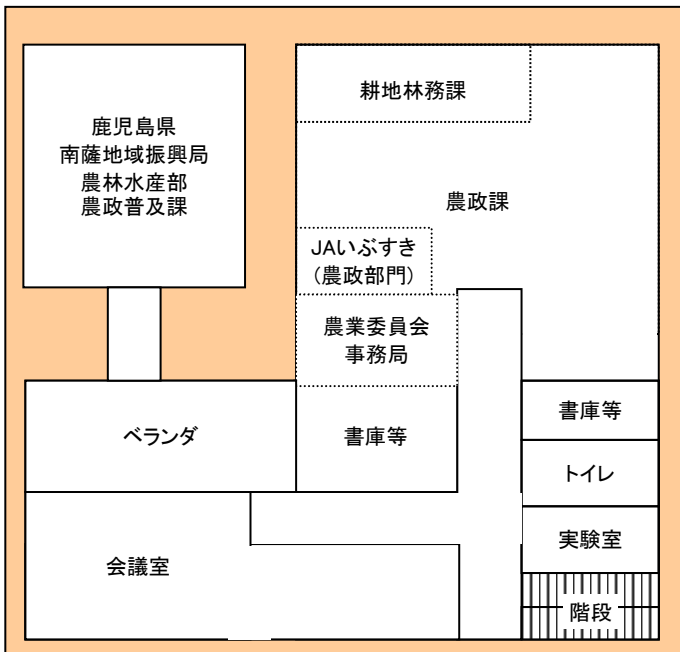 耕地林務課
鹿児島県
南薩地域振興局
農林水産部
農政普及課
農政課
JAいぶすき
（農政部門）
農業委員会
事務局
ベランダ
書庫等
書庫等
トイレ
実験室
会議室
階段